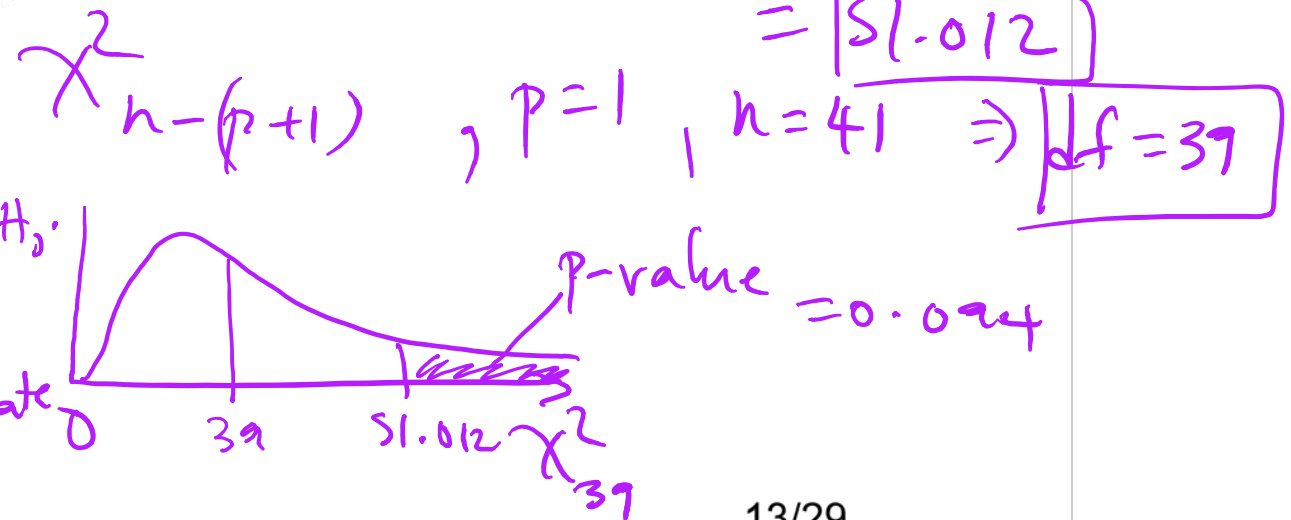 = 51.012
χ²ₙ₋₍ₚ₊₁₎ , p=1 , n=41 ⇒ df=39
H₀:
p-value =0.094
ate
0 39 51.012 χ²₃₉
13/29